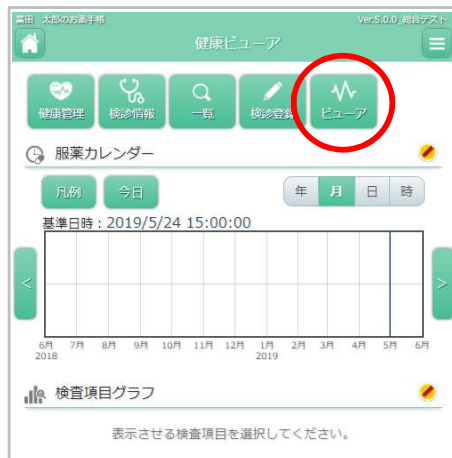 富田 太郎のお薬手帳 Ver.5.0.0_総合テスト
健康ビューア
健康管理 検診情報 一覧 検診登録 ビューア
服薬カレンダー
凡例 今日 年 月 日 時
基準日時：2019/5/24 15:00:00
< >
6月 7月 8月 9月 10月 11月 12月 1月 2月 3月 4月 5月 6月
2018 2019
検査項目グラフ
表示させる検査項目を選択してください。